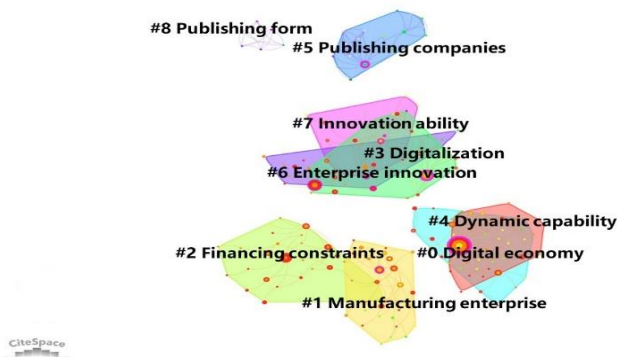 #8 Publishing form
#5 Publishing companies
#7 Innovation ability
#3 Digitalization
#6 Enterprise innovation
#4 Dynamic capability
#2 Financing constraints
#0 Digital economy
#1 Manufacturing enterprise
CiteSpace